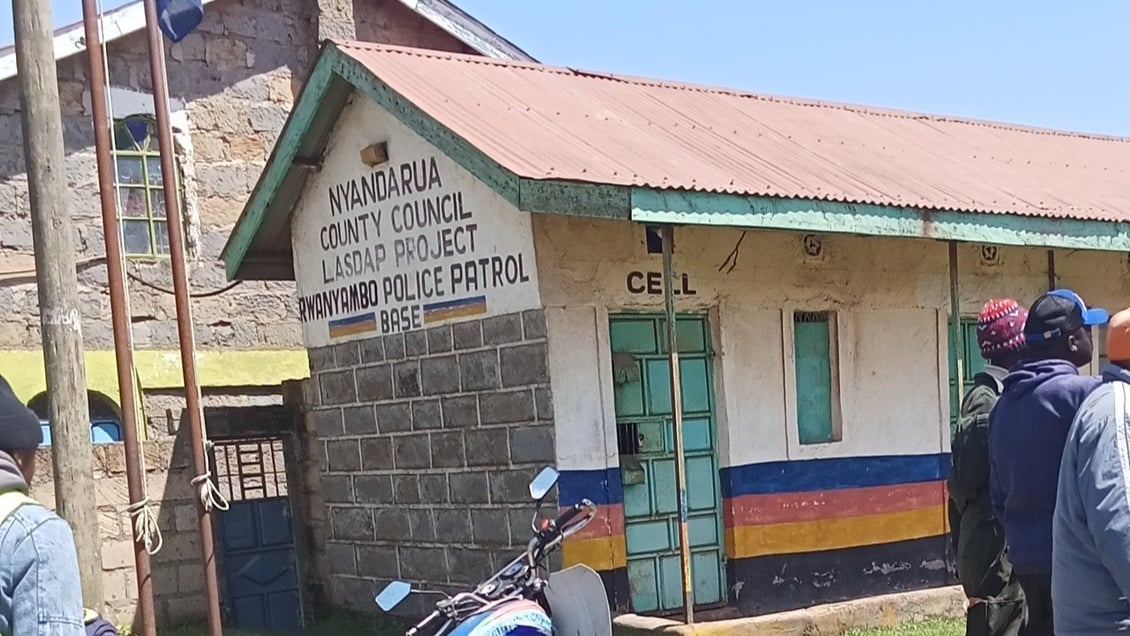 NYANDARUA
COUNTY COUNCIL
LASDAP PROJECT
RWANYAMBO POLICE PATROL
BASE
CELL